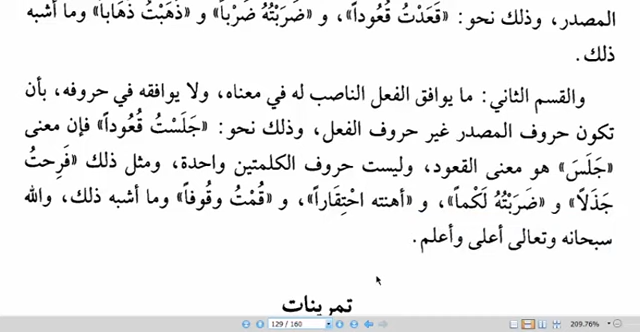 المصدر، وذلك نحو: «قَعَدْتُ قُعُوداً»، و «ضَرَبْتُهُ ضَرْباً» و «ذَهَبْتُ ذَهَاباً» وما أشبه
ذلك.
والقسم الثاني: ما يوافق الفعل الناصب له في معناه، ولا يوافقه في حروفه، بأن
تكون حروف المصدر غير حروف الفعل، وذلك نحو: «جَلَسْتُ قُعُوداً» فإن معنى
«جَلَسَ» هو معنى القعود، وليست حروف الكلمتين واحدة، ومثل ذلك «فَرِحتُ
جَذَلاً» و «ضَرَبْتُهُ لَكْماً»، و «أهنته احْتِقَاراً»، و «قُمْتُ وقُوفاً» وما أشبه ذلك، والله
سبحانه وتعالى أعلى وأعلم.
تمرينات
129 / 160
209.76%